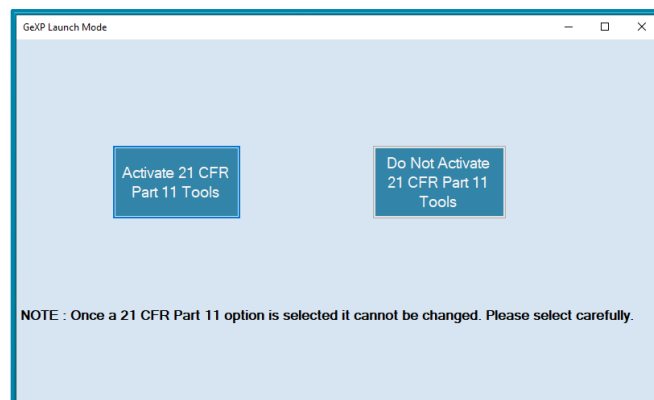 GeXP Launch Mode
Activate 21 CFR
Part 11 Tools
Do Not Activate
21 CFR Part 11
Tools
NOTE : Once a 21 CFR Part 11 option is selected it cannot be changed. Please select carefully.